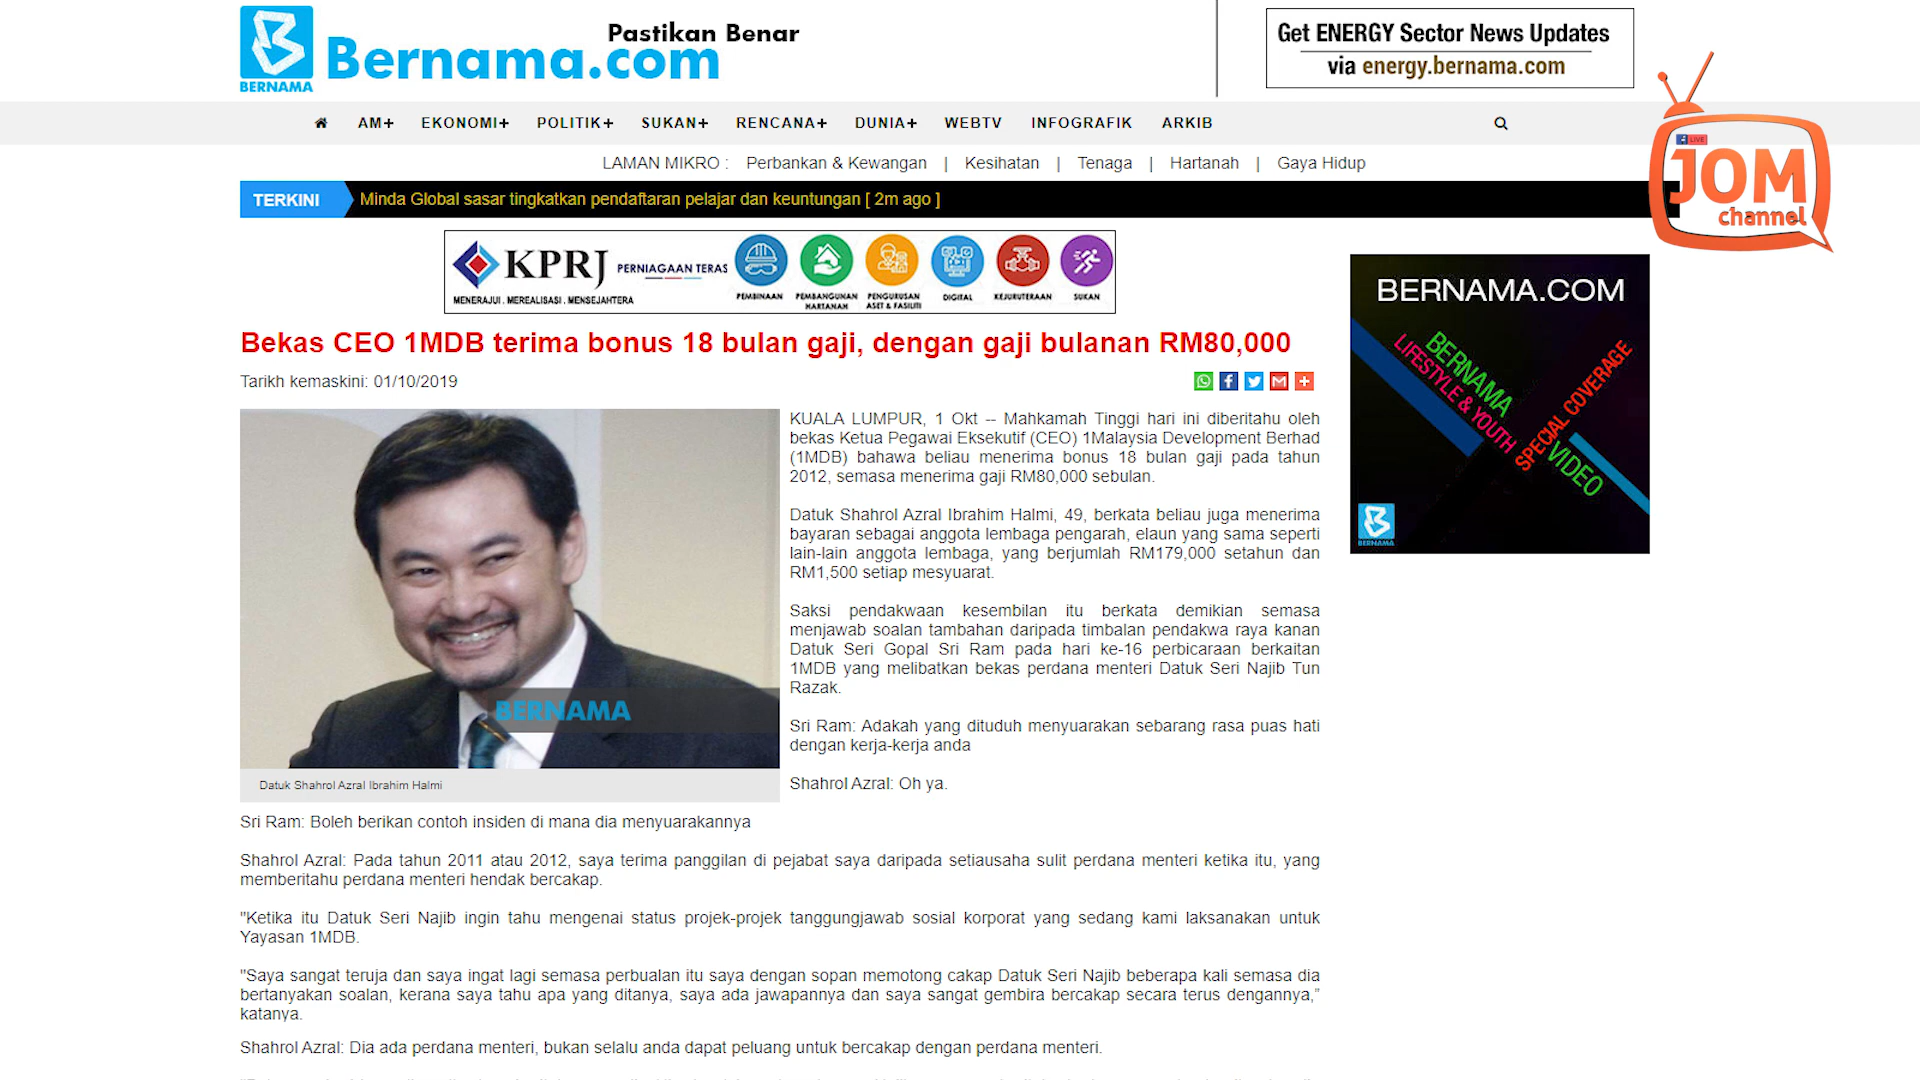 BERNAMA
Pastikan Benar
Bernama.com
Get ENERGY Sector News Updates
via energy.bernama.com
LIVE
JOM
channel
AM+ EKONOMI+ POLITIK+ SUKAN+ RENCANA+ DUNIA+ WEBTV INFOGRAFIK ARKIB
LAMAN MIKRO : Perbankan & Kewangan | Kesihatan | Tenaga | Hartanah | Gaya Hidup
TERKINI Minda Global sasar tingkatkan pendaftaran pelajar dan keuntungan [ 2m ago ]
KPRJ PERNIAGAAN TERAS
MENERAJUI . MEREALISASI . MENSEJAHTERA
PEMBINAAN
PEMBANGUNAN
HARTANAH
PENGURUSAN
ASET & FASILITI
DIGITAL
KEJURUTERAAN
SUKAN
Bekas CEO 1MDB terima bonus 18 bulan gaji, dengan gaji bulanan RM80,000
Tarikh kemaskini: 01/10/2019
BERNAMA
Datuk Shahrol Azral Ibrahim Halmi
KUALA LUMPUR, 1 Okt -- Mahkamah Tinggi hari ini diberitahu oleh
bekas Ketua Pegawai Eksekutif (CEO) 1Malaysia Development Berhad
(1MDB) bahawa beliau menerima bonus 18 bulan gaji pada tahun
2012, semasa menerima gaji RM80,000 sebulan.
Datuk Shahrol Azral Ibrahim Halmi, 49, berkata beliau juga menerima
bayaran sebagai anggota lembaga pengarah, elaun yang sama seperti
lain-lain anggota lembaga, yang berjumlah RM179,000 setahun dan
RM1,500 setiap mesyuarat.
Saksi pendakwaan kesembilan itu berkata demikian semasa
menjawab soalan tambahan daripada timbalan pendakwa raya kanan
Datuk Seri Gopal Sri Ram pada hari ke-16 perbicaraan berkaitan
1MDB yang melibatkan bekas perdana menteri Datuk Seri Najib Tun
Razak.
Sri Ram: Adakah yang dituduh menyuarakan sebarang rasa puas hati
dengan kerja-kerja anda
Shahrol Azral: Oh ya.
Sri Ram: Boleh berikan contoh insiden di mana dia menyuarakannya
Shahrol Azral: Pada tahun 2011 atau 2012, saya terima panggilan di pejabat saya daripada setiausaha sulit perdana menteri ketika itu, yang
memberitahu perdana menteri hendak bercakap.
"Ketika itu Datuk Seri Najib ingin tahu mengenai status projek-projek tanggungjawab sosial korporat yang sedang kami laksanakan untuk
Yayasan 1MDB.
"Saya sangat teruja dan saya ingat lagi semasa perbualan itu saya dengan sopan memotong cakap Datuk Seri Najib beberapa kali semasa dia
bertanyakan soalan, kerana saya tahu apa yang ditanya, saya ada jawapannya dan saya sangat gembira bercakap secara terus dengannya,"
katanya.
Shahrol Azral: Dia ada perdana menteri, bukan selalu anda dapat peluang untuk bercakap dengan perdana menteri.
BERNAMA.COM
BERNAMA
LIFESTYLE & YOUTH
SPECIAL COVERAGE
VIDEO
BERNAMA